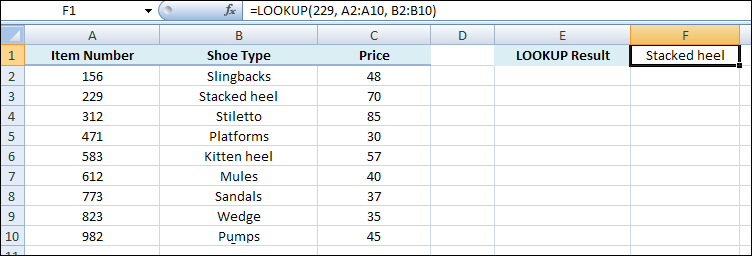 F1 fx =LOOKUP(229, A2:A10, B2:B10)
A B C D E F
1 Item Number Shoe Type Price LOOKUP Result Stacked heel
2 156 Slingbacks 48
3 229 Stacked heel 70
4 312 Stiletto 85
5 471 Platforms 30
6 583 Kitten heel 57
7 612 Mules 40
8 773 Sandals 37
9 823 Wedge 35
10 982 Pumps 45